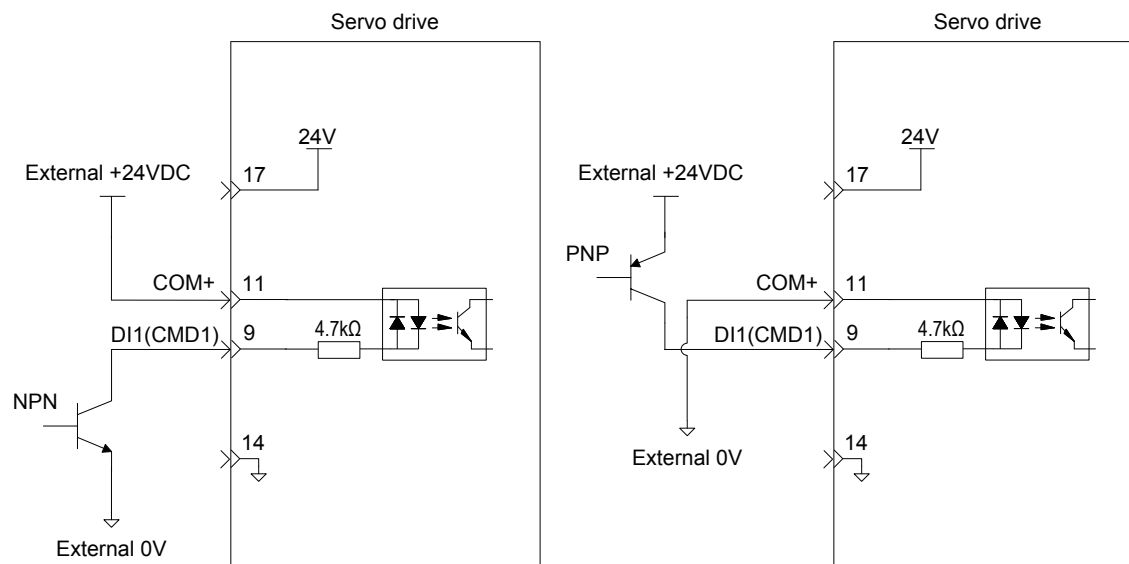 Servo drive
24V
External +24VDC
17
COM+
11
DI1(CMD1)
9
4.7kΩ
NPN
14
External 0V
Servo drive
24V
External +24VDC
17
PNP
COM+
11
DI1(CMD1)
9
4.7kΩ
14
External 0V